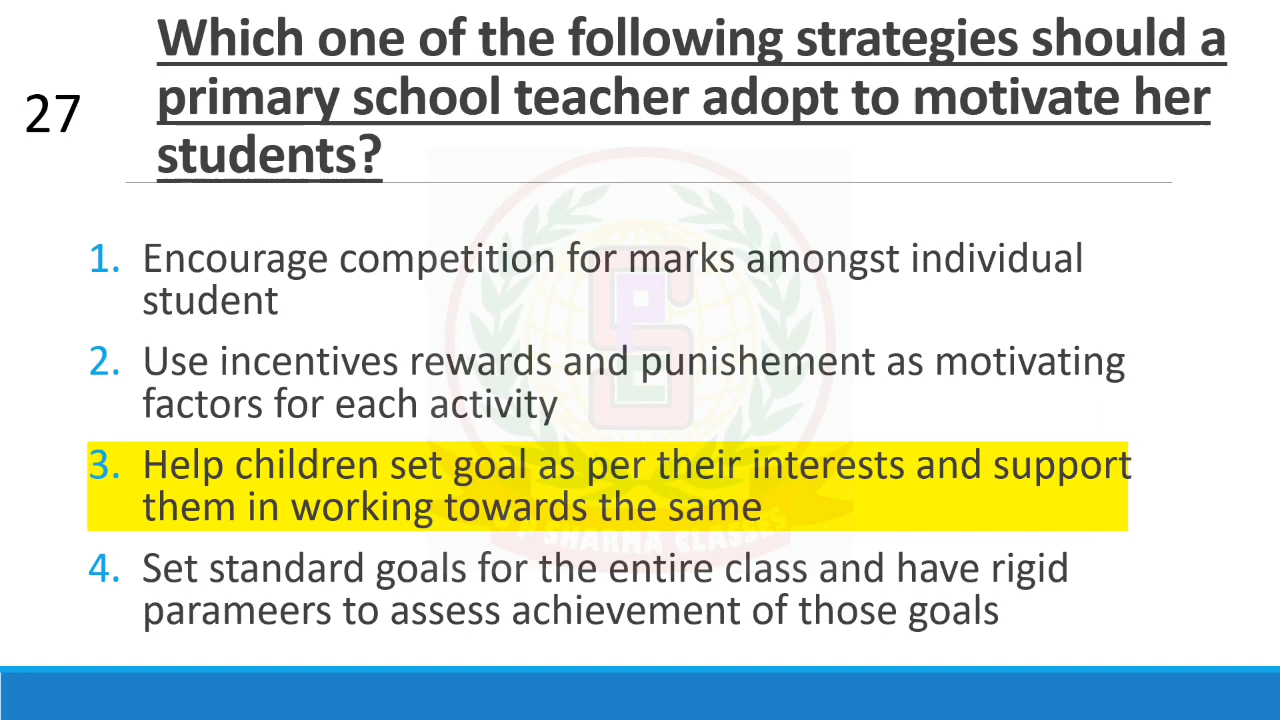 Which one of the following strategies should a
27
primary school teacher adopt to motivate her
students?
1. Encourage competition for marks amongst individual
student
2. Use incentives rewards and punishement as motivating
factors for each activity
3. Help children set goal as per their interests and support
them in working towards the same
4. Set standard goals for the entire class and have rigid
parameers to assess achievement of those goals
SHARMA CLASSES